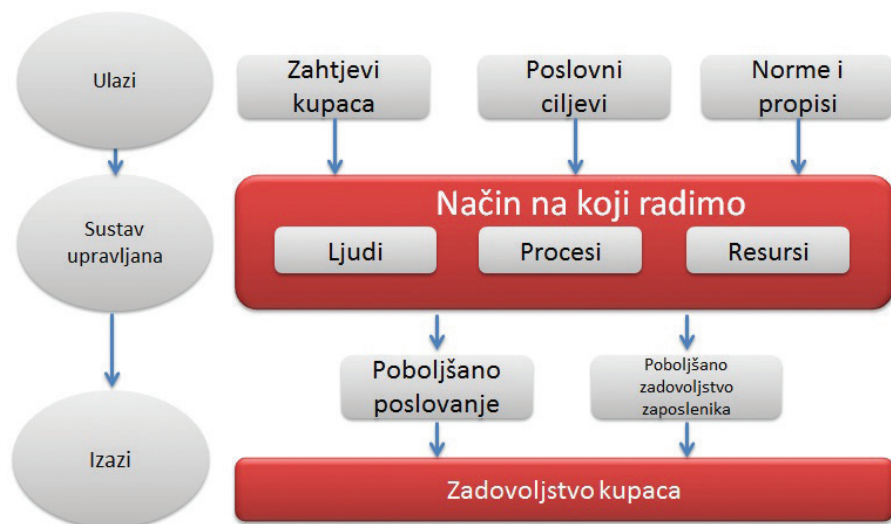 Ulazi
Zahtjevi
kupaca
Poslovni
ciljevi
Norme i
propisi
Sustav
upravljana
Način na koji radimo
Ljudi
Procesi
Resursi
Izazi
Poboljšano
poslovanje
Poboljšano
zadovoljstvo
zaposlenika
Zadovoljstvo kupaca